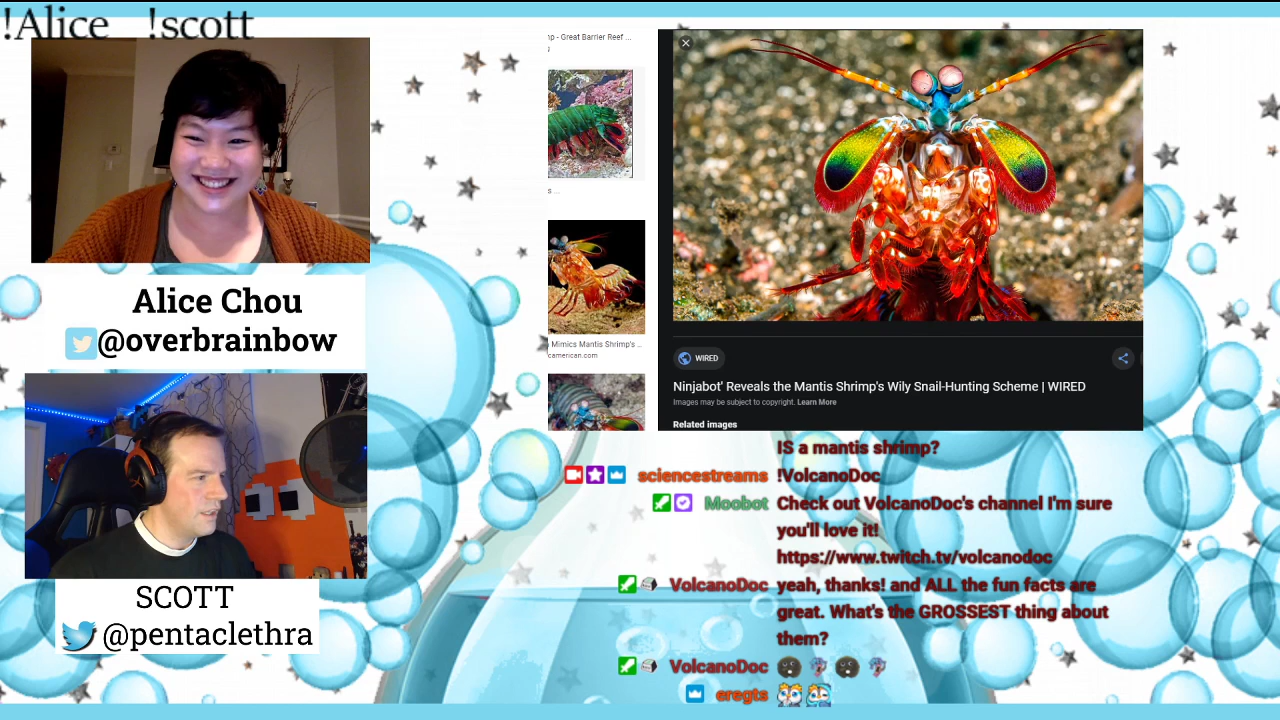 !Alice !scott
Alice Chou
@overbrainbow
SCOTT
@pentaclethra
p - Great Barrier Reef ...
g
s ...
Mimics Mantis Shrimp's ..
camerican.com
WIRED
Ninjabot' Reveals the Mantis Shrimp's Wily Snail-Hunting Scheme | WIRED
Images may be subject to copyright. Learn More
Related images
IS a mantis shrimp?
sciencestreams !VolcanoDoc
Moobot Check out VolcanoDoc's channel I'm sure
you'll love it!
https://www.twitch.tv/volcanodoc
VolcanoDoc yeah, thanks! and ALL the fun facts are
great. What's the GROSSEST thing about
them?
VolcanoDoc
eregts